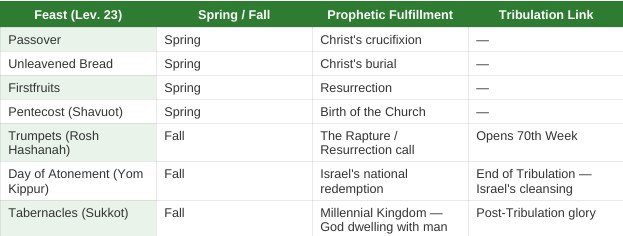 Feast (Lev. 23) Spring / Fall Prophetic Fulfillment Tribulation Link
Passover Spring Christ's crucifixion —
Unleavened Bread Spring Christ's burial —
Firstfruits Spring Resurrection —
Pentecost (Shavuot) Spring Birth of the Church —
Trumpets (Rosh Fall The Rapture / Opens 70th Week
Hashanah) Resurrection call
Day of Atonement (Yom Fall Israel's national End of Tribulation —
Kippur) redemption Israel's cleansing
Tabernacles (Sukkot) Fall Millennial Kingdom — Post-Tribulation glory
God dwelling with man